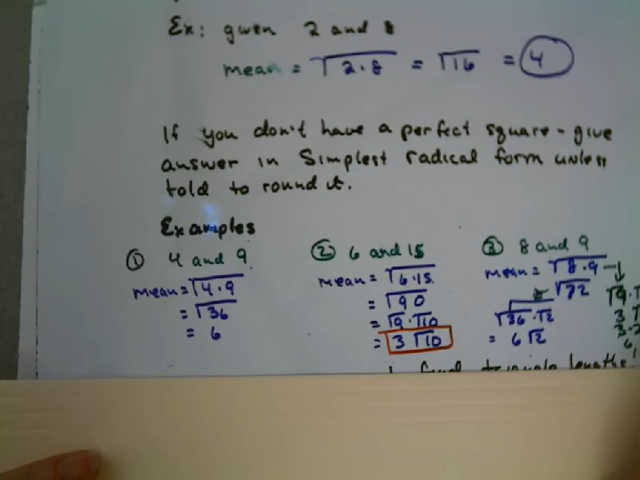 Ex: given 2 and 8
mean = √2·8 = √16 = 4
If you don't have a perfect square - give
answer in Simplest radical form unless
told to round it.
Examples
① 4 and 9
mean = √4·9
= √36
= 6
② 6 and 15
mean = √6·15
= √90
= √9·√10
= 3√10
③ 8 and 9
mean = √8·9
√72
√36·√2
= 6√2